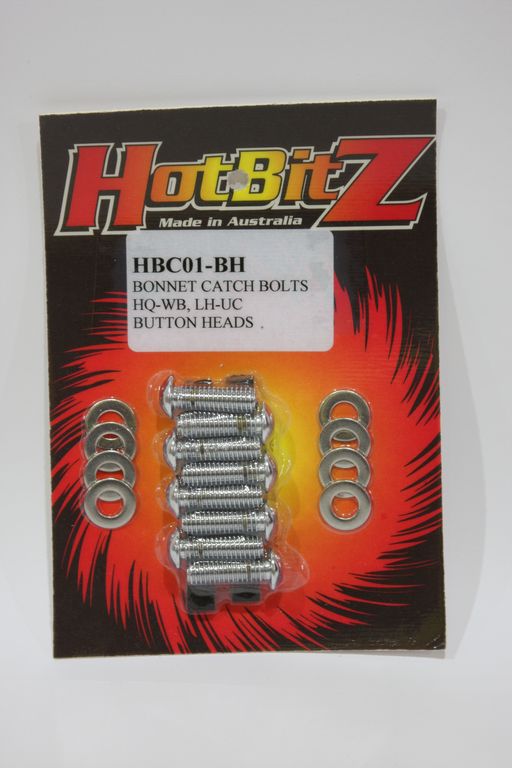 HotBitZ
Made in Australia
HBC01-BH
BONNET CATCH BOLTS
HQ-WB, LH-UC
BUTTON HEADS .